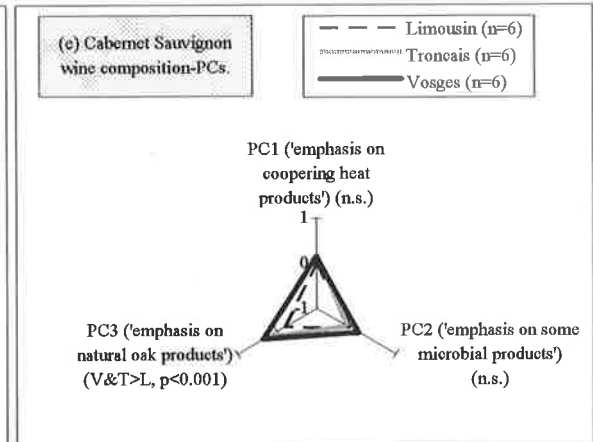 (e) Cabernet Sauvignon
wine composition-PCs.
Limousin (n=6)
Troncais (n=6)
Vosges (n=6)
PC1 ('emphasis on
coopering heat
products') (n.s.)
1
0
1
PC3 ('emphasis on
natural oak products')
(V&T>L, p<0.001)
PC2 ('emphasis on some
microbial products')
(n.s.)